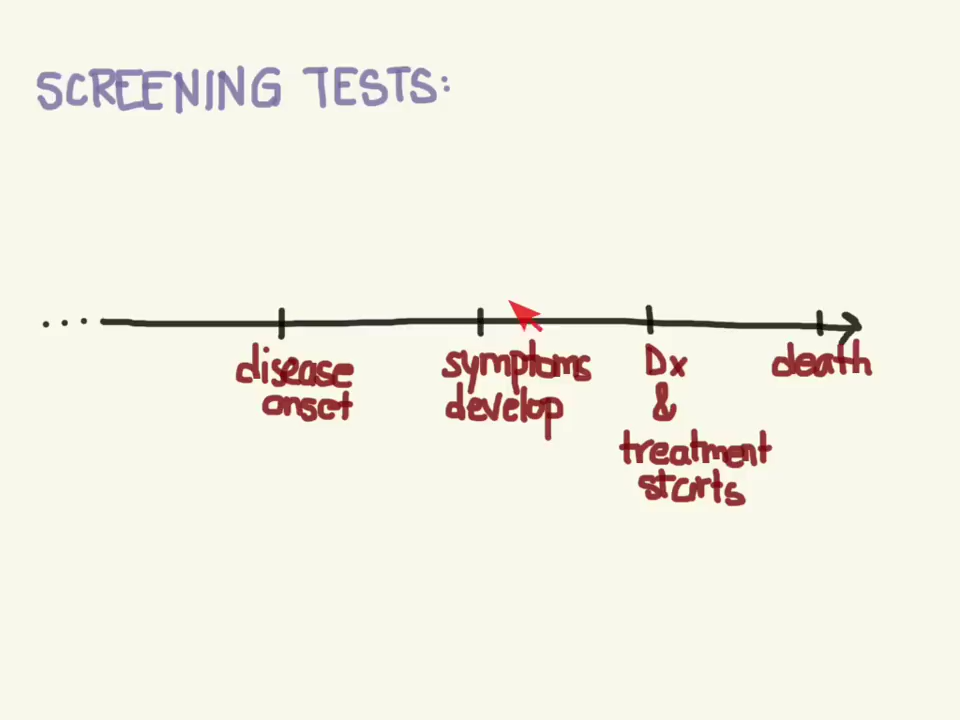 SCREENING TESTS:
disease
onset
symptoms
develop
Dx
&
treatment
starts
death